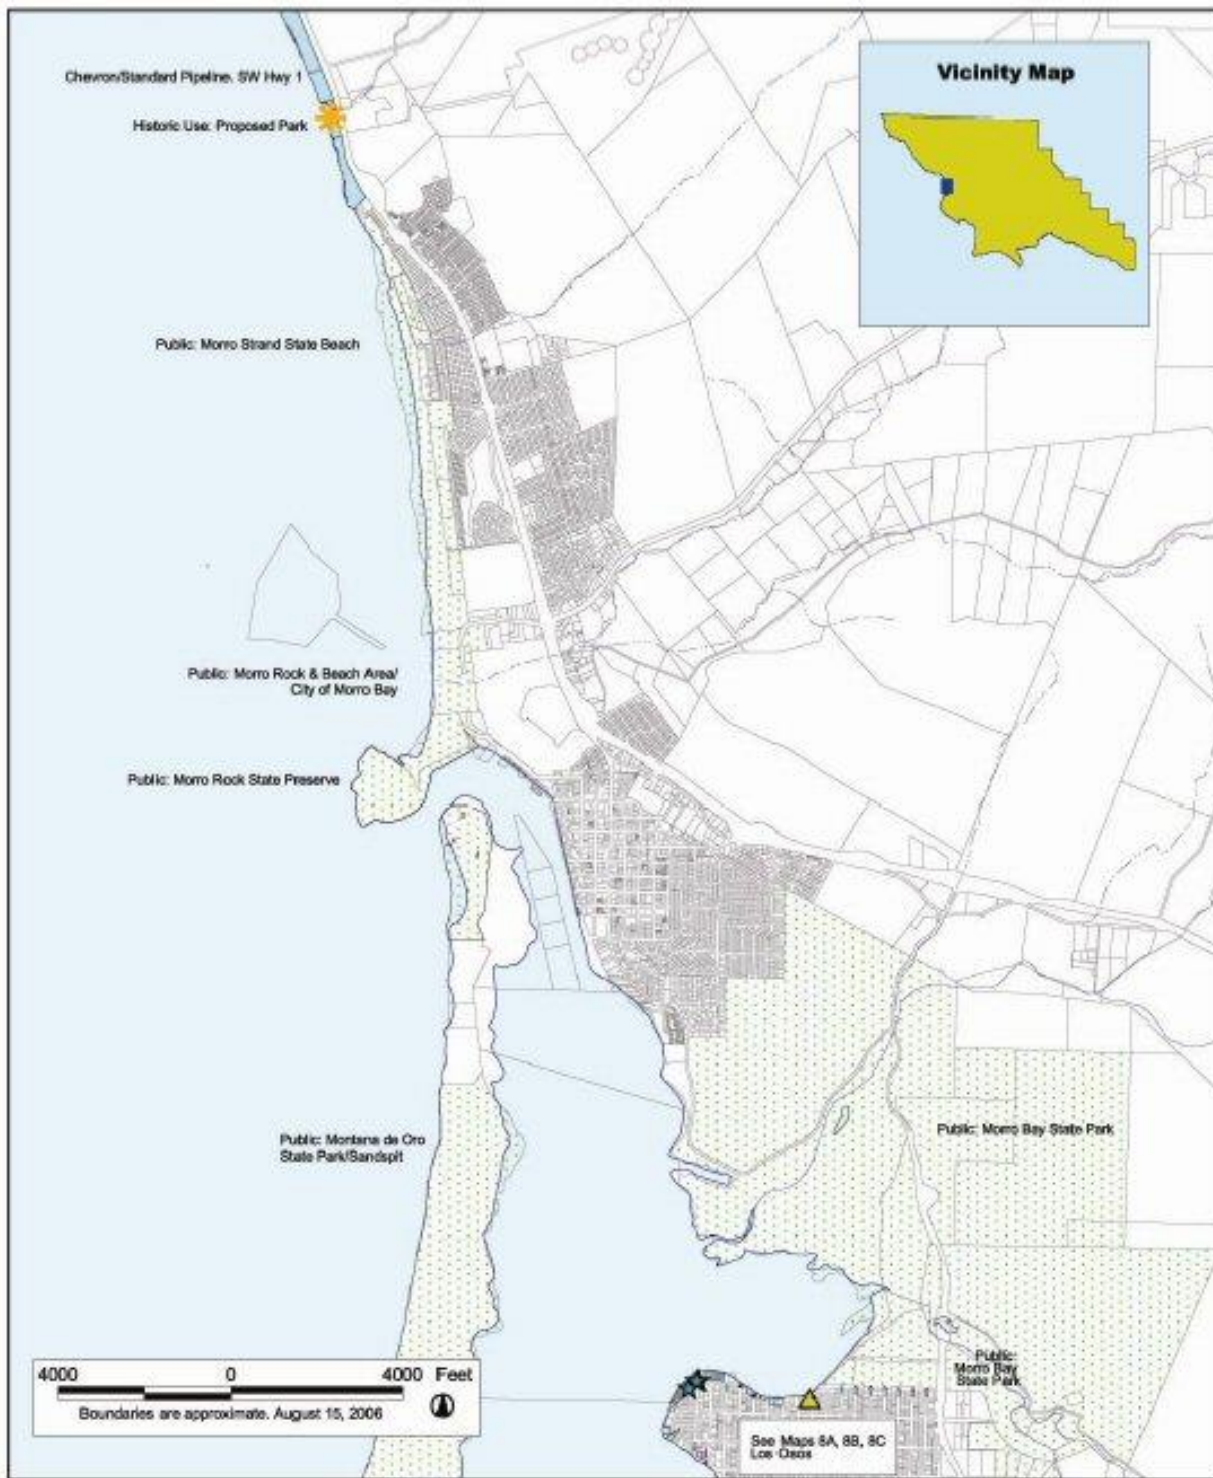 Chevron/Standard Pipeline. SW Hwy 1
Historic Use: Proposed Park
Vicinity Map
Public: Morro Strand State Beach
Public: Morro Rock & Beach Area/
City of Morro Bay
Public: Morro Rock State Preserve
Public: Montana de Oro
State Park/Sandspit
Public: Morro Bay State Park
Public:
Morro Bay
State Park
4000 0 4000 Feet
Boundaries are approximate. August 15, 2006
See Maps 8A, 8B, 8C
Los Osos